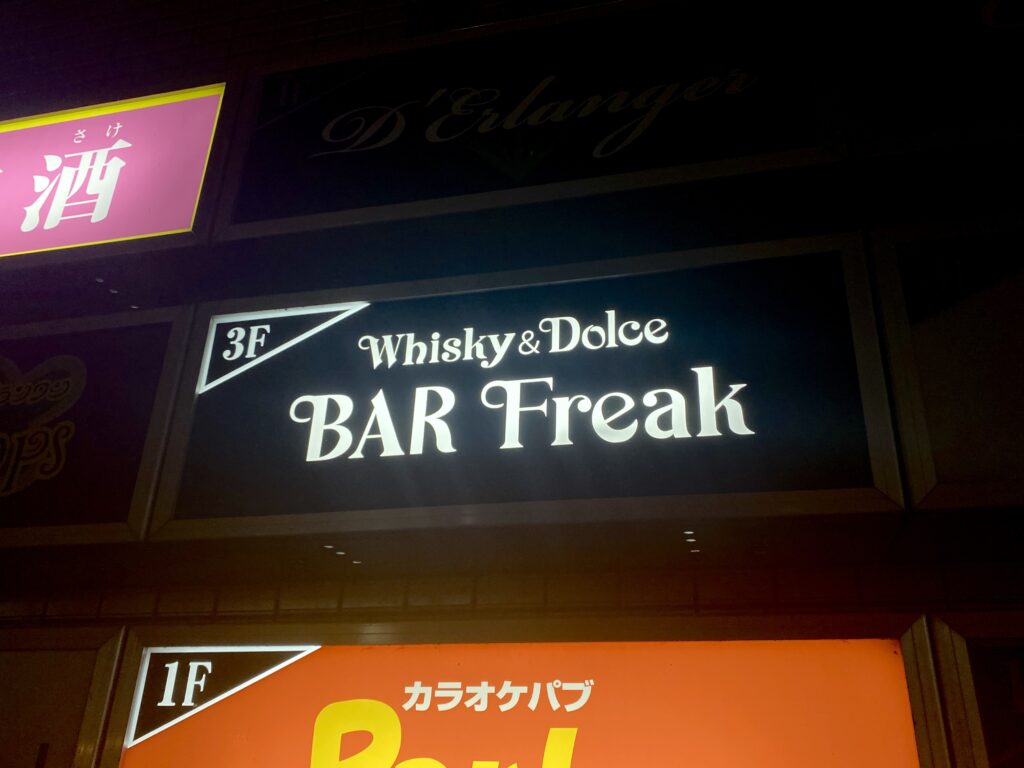 さけ
酒
D'Erlanger
3F
Whisky & Dolce
BAR Freak
1F
カラオケパブ